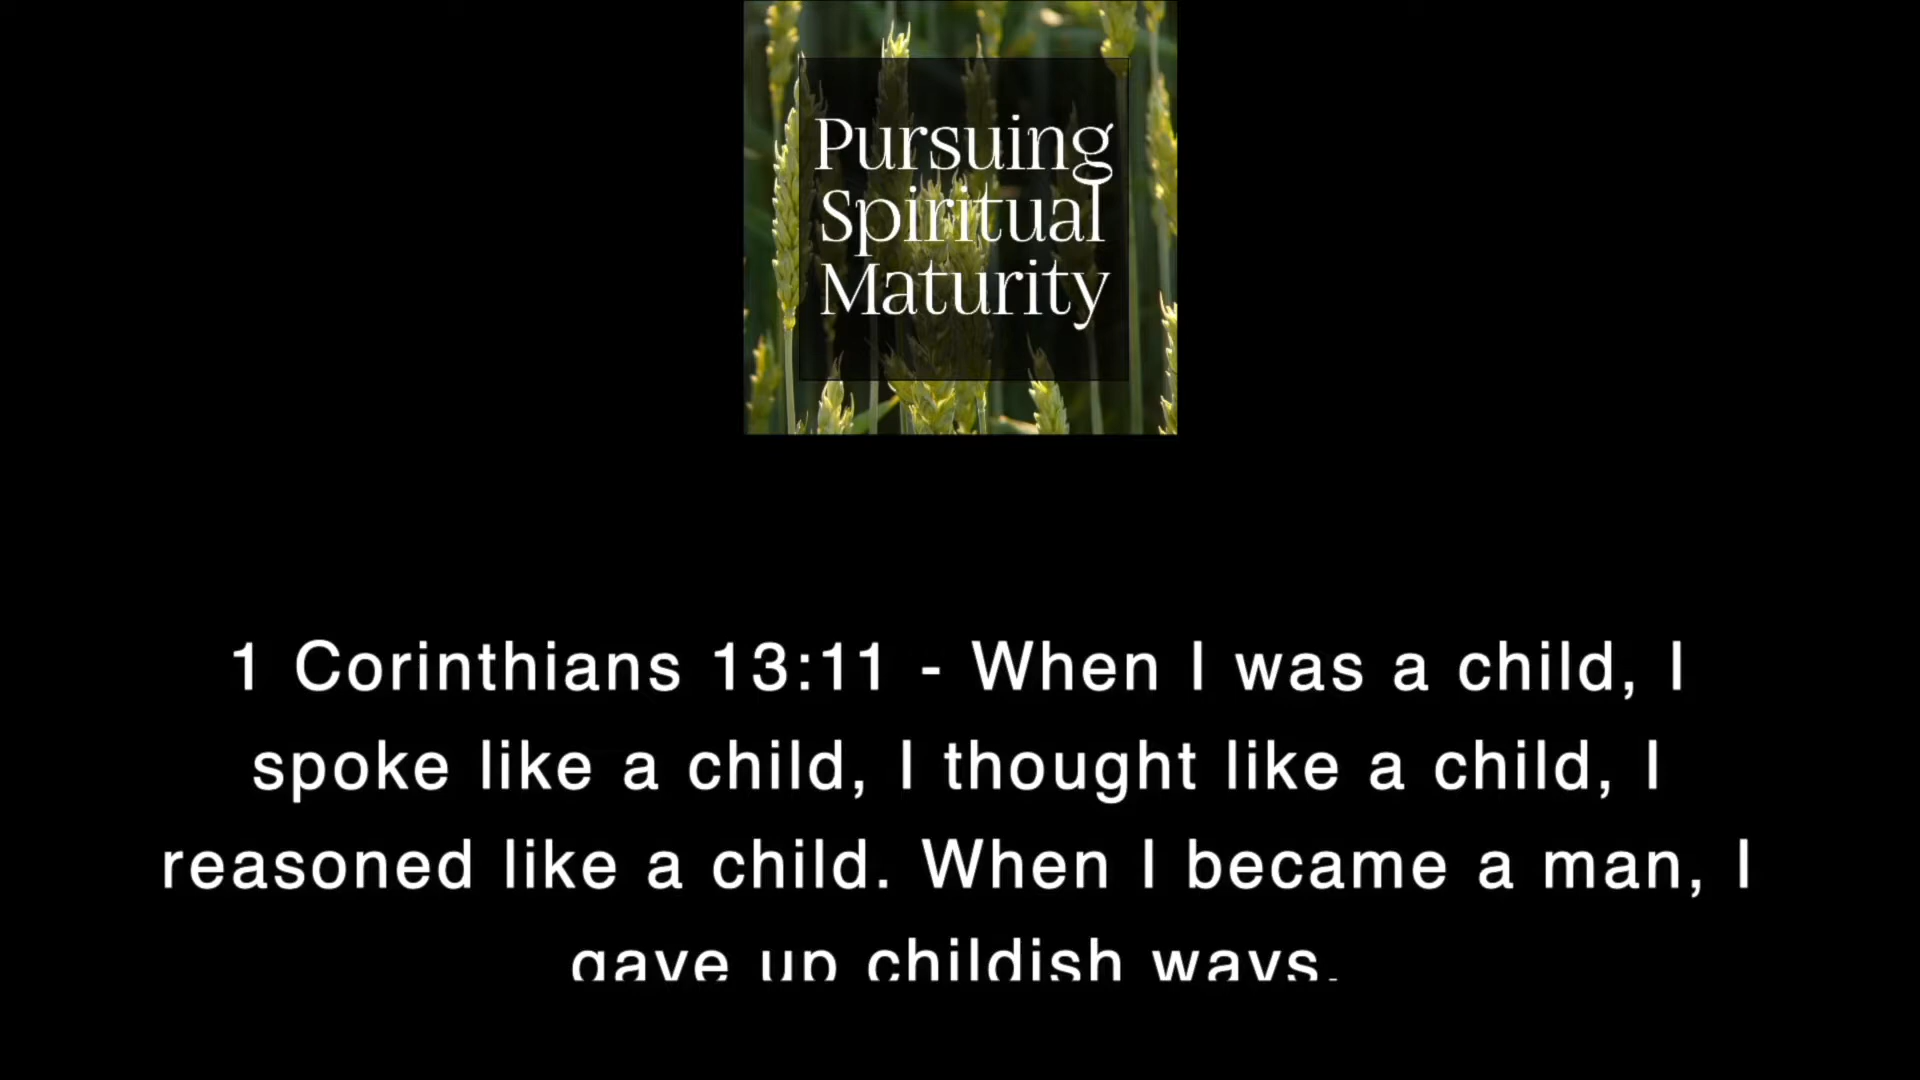 Pursuing
Spiritual
Maturity
1 Corinthians 13:11 - When I was a child, I
spoke like a child, I thought like a child, I
reasoned like a child. When I became a man, I
gave up childish ways.